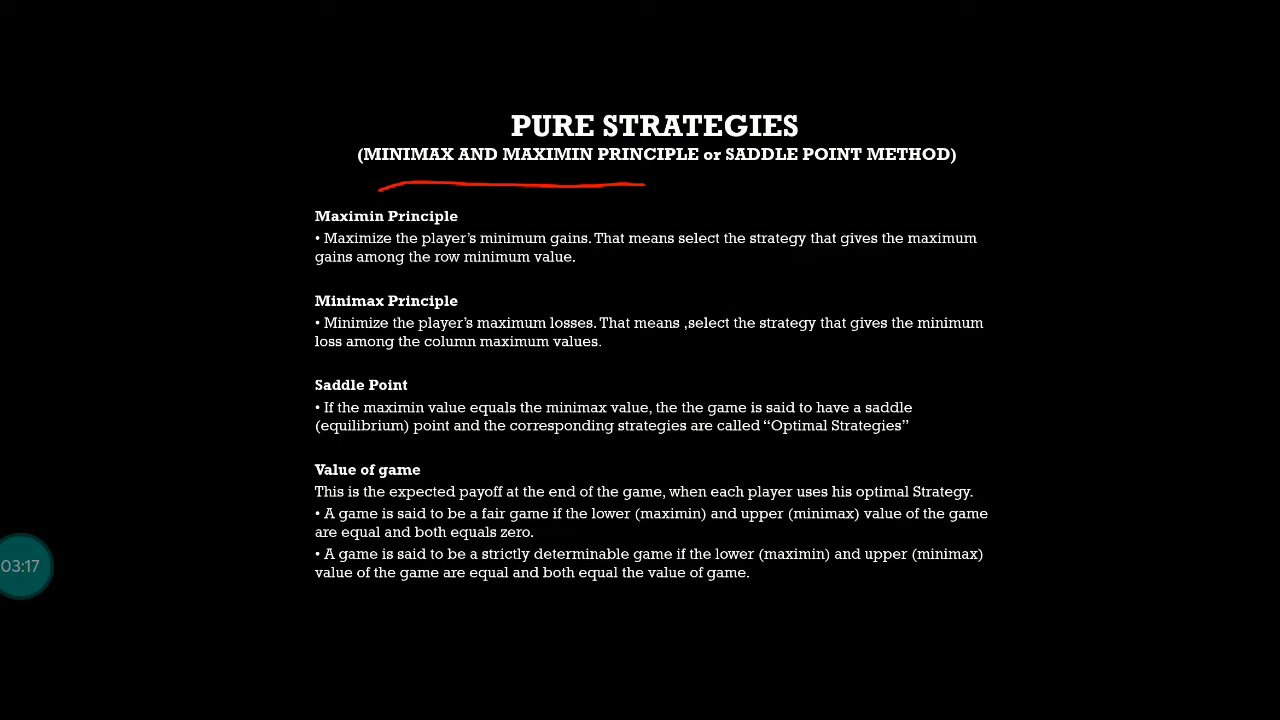 PURE STRATEGIES
(MINIMAX AND MAXIMIN PRINCIPLE or SADDLE POINT METHOD)
Maximin Principle
• Maximize the player's minimum gains. That means select the strategy that gives the maximum
gains among the row minimum value.
Minimax Principle
• Minimize the player's maximum losses. That means ,select the strategy that gives the minimum
loss among the column maximum values.
Saddle Point
• If the maximin value equals the minimax value, the the game is said to have a saddle
(equilibrium) point and the corresponding strategies are called “Optimal Strategies”
Value of game
This is the expected payoff at the end of the game, when each player uses his optimal Strategy.
• A game is said to be a fair game if the lower (maximin) and upper (minimax) value of the game
are equal and both equals zero.
• A game is said to be a strictly determinable game if the lower (maximin) and upper (minimax)
value of the game are equal and both equal the value of game.
03:17